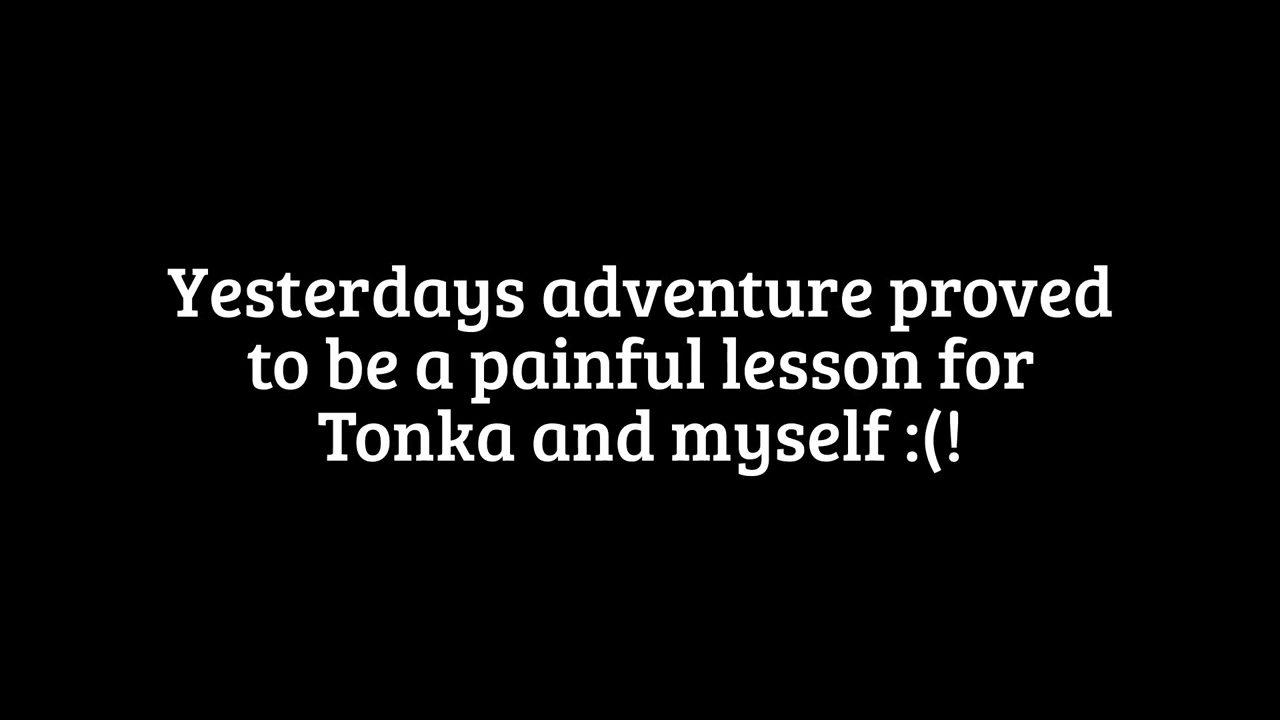 Yesterdays adventure proved
to be a painful lesson for
Tonka and myself :(!